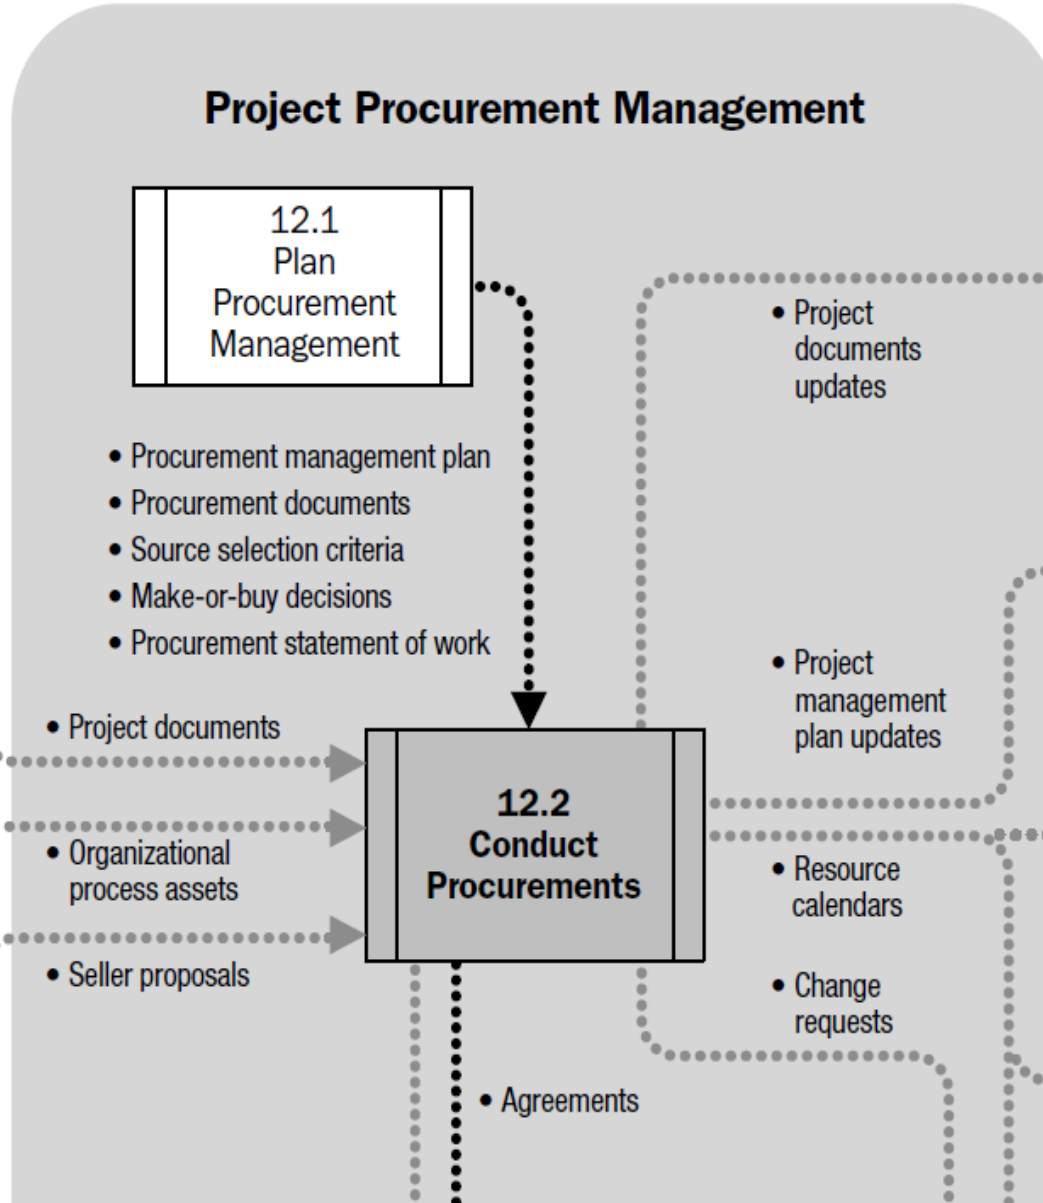 Project Procurement Management
12.1
Plan
Procurement
Management
• Project
documents
updates
• Procurement management plan
• Procurement documents
• Source selection criteria
• Make-or-buy decisions
• Procurement statement of work
• Project
management
plan updates
• Project documents
12.2
Conduct
Procurements
• Organizational
process assets
• Resource
calendars
• Seller proposals
• Change
requests
• Agreements